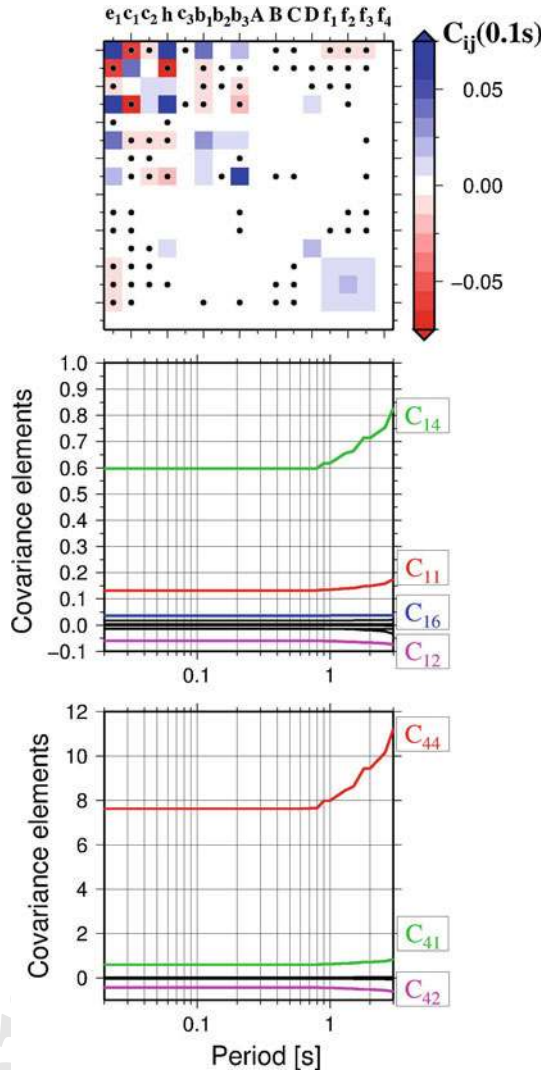 e₁ c₁ c₂ h c₃ b₁ b₂ b₃ A B C D f₁ f₂ f₃ f₄
C_ij(0.1s)
0.05
0.00
−0.05
Covariance elements
1.0
0.9
0.8
0.7
0.6
0.5
0.4
0.3
0.2
0.1
0.0
−0.1
C₁₄
C₁₁
C₁₆
C₁₂
0.1 1
Covariance elements
12
10
8
6
4
2
0
C₄₄
C₄₁
C₄₂
0.1 1
Period [s]